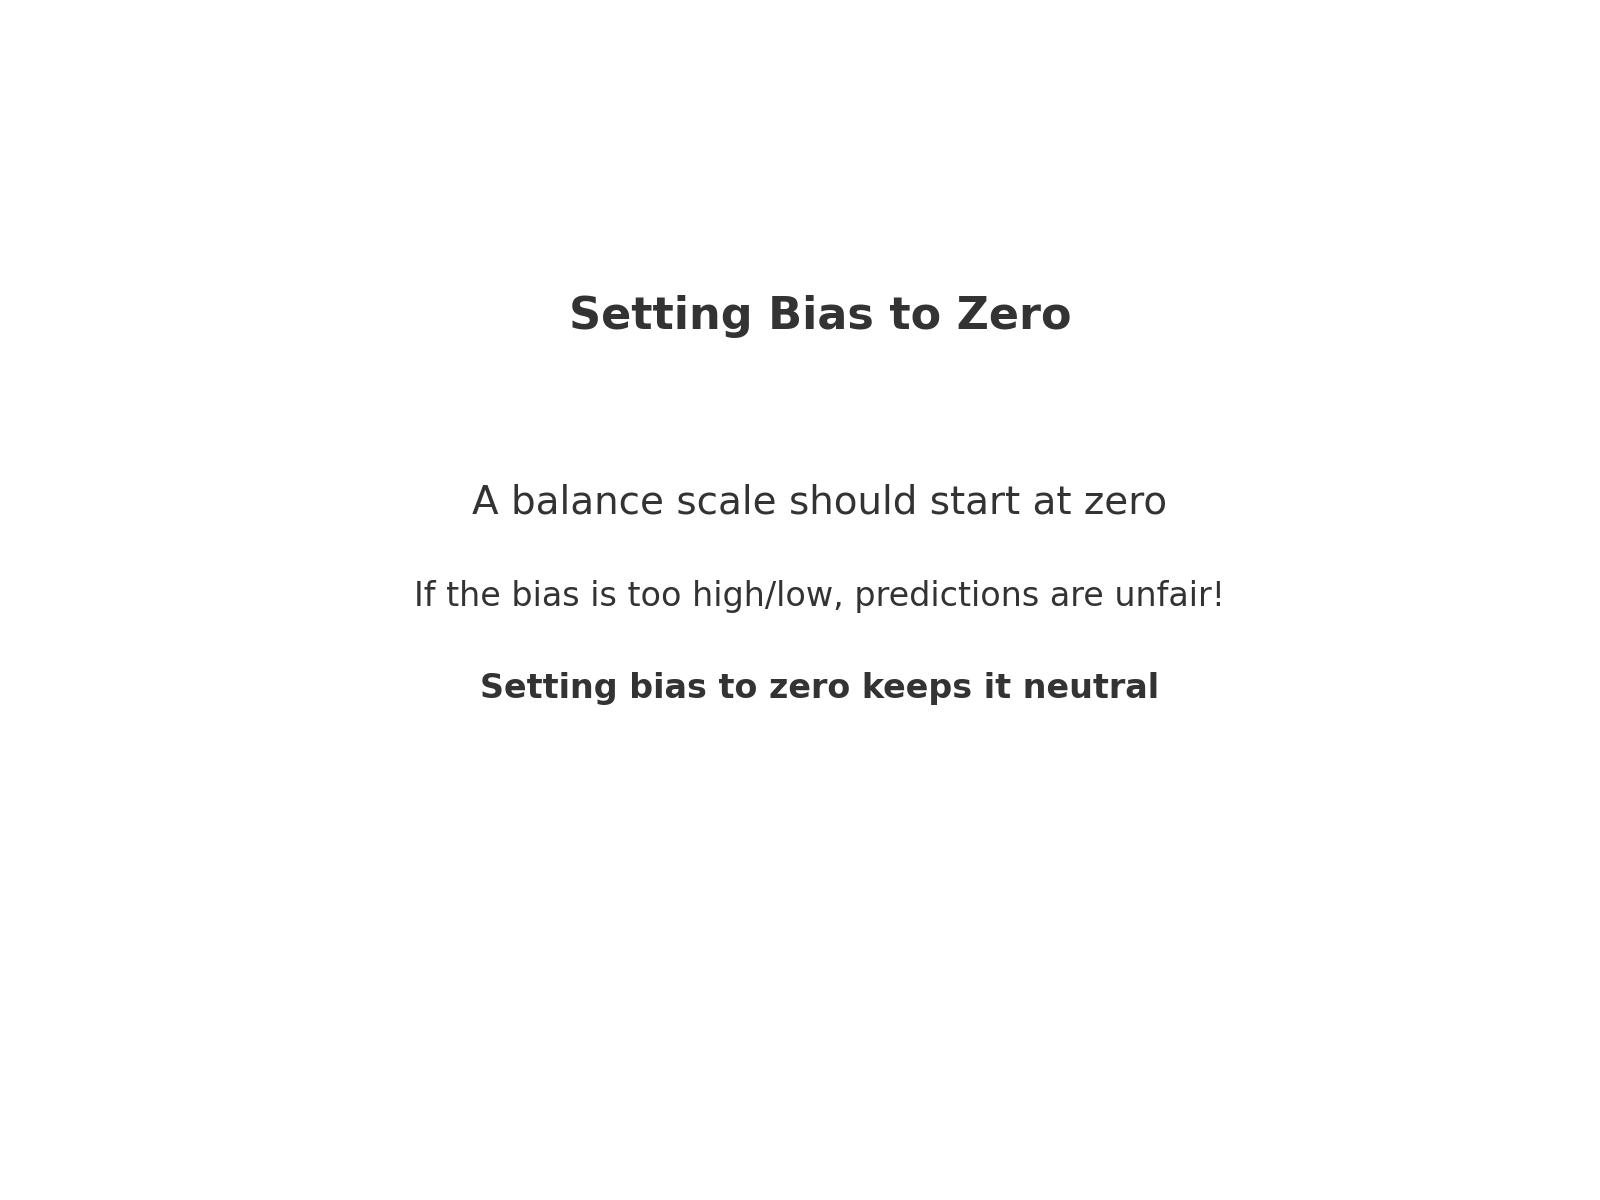 Setting Bias to Zero
A balance scale should start at zero
If the bias is too high/low, predictions are unfair!
Setting bias to zero keeps it neutral